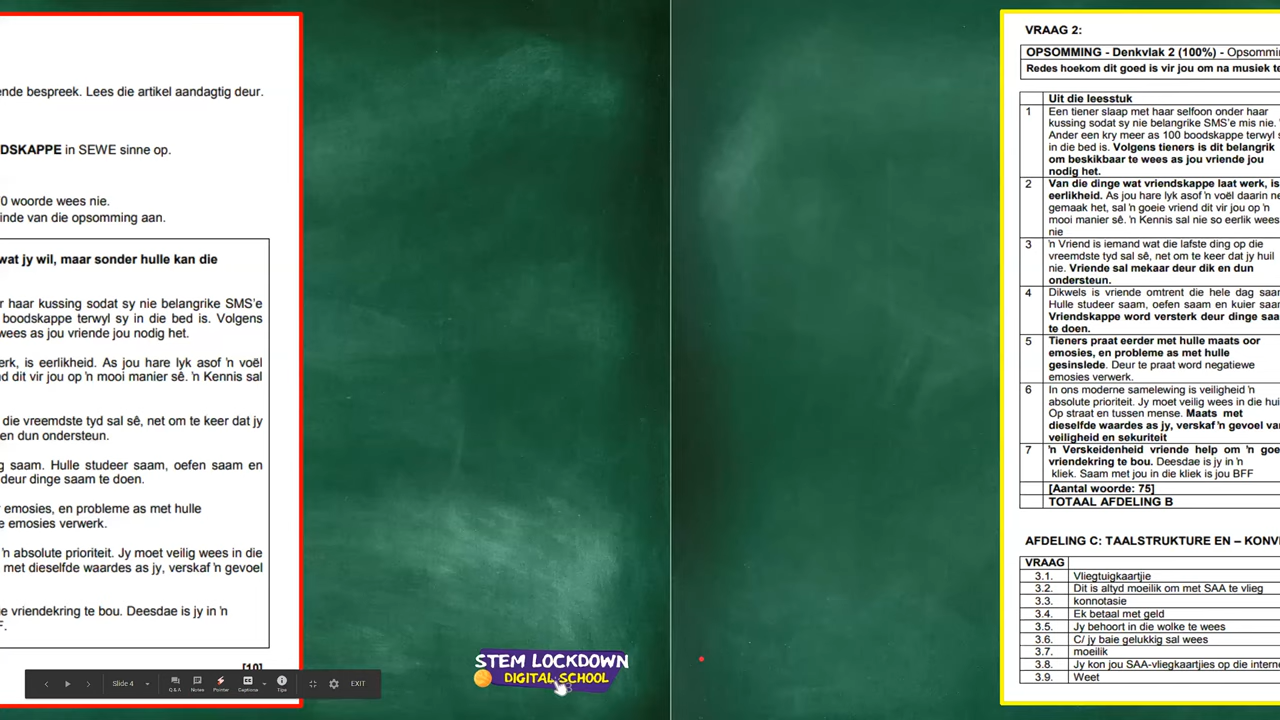 ende bespreek. Lees die artikel aandagtig deur.
DSKAPPE in SEWE sinne op.
0 woorde wees nie.
inde van die opsomming aan.
wat jy wil, maar sonder hulle kan die
r haar kussing sodat sy nie belangrike SMS'e
boodskappe terwyl sy in die bed is. Volgens
wees as jou vriende jou nodig het.
erk, is eerlikheid. As jou hare lyk asof 'n voël
d dit vir jou op 'n mooi manier sê. 'n Kennis sal
die vreemdste tyd sal sê, net om te keer dat jy
en dun ondersteun.
g saam. Hulle studeer saam, oefen saam en
deur dinge saam te doen.
r emosies, en probleme as met hulle
e emosies verwerk.
'n absolute prioriteit. Jy moet veilig wees in die
met dieselfde waardes as jy, verskaf 'n gevoel
e vriendekring te bou. Deesdae is jy in 'n
F.
[10]
Slide 4
Q & A
Notes
Pointer
Captions
Tips
EXIT
STEM LOCKDOWN
DIGITAL SCHOOL
VRAAG 2:
OPSOMMING - Denkvlak 2 (100%) - Opsommin
Redes hoekom dit goed is vir jou om na musiek te
Uit die leesstuk
1 Een tiener slaap met haar selfoon onder haar
kussing sodat sy nie belangrike SMS'e mis nie. '
Ander een kry meer as 100 boodskappe terwyl s
in die bed is. Volgens tieners is dit belangrik
om beskikbaar te wees as jou vriende jou
nodig het.
2 Van die dinge wat vriendskappe laat werk, is
eerlikheid. As jou hare lyk asof 'n voël daarin ne
gemaak het, sal 'n goeie vriend dit vir jou op 'n
mooi manier sê. 'n Kennis sal nie so eerlik wees
nie
3 'n Vriend is iemand wat die lafste ding op die
vreemdste tyd sal sê, net om te keer dat jy huil
nie. Vriende sal mekaar deur dik en dun
ondersteun.
4 Dikwels is vriende omtrent die hele dag saam
Hulle studeer saam, oefen saam en kuier saam
Vriendskappe word versterk deur dinge saa
te doen.
5 Tieners praat eerder met hulle maats oor
emosies, en probleme as met hulle
gesinslede. Deur te praat word negatiewe
emosies verwerk.
6 In ons moderne samelewing is veiligheid 'n
absolute prioriteit. Jy moet veilig wees in die hui
Op straat en tussen mense. Maats met
dieselfde waardes as jy, verskaf 'n gevoel van
veiligheid en sekuriteit
7 'n Verskeidenheid vriende help om 'n goe
vriendekring te bou. Deesdae is jy in 'n
kliek. Saam met jou in die kliek is jou BFF
[Aantal woorde: 75]
TOTAAL AFDELING B
AFDELING C: TAALSTRUKTURE EN – KONVE
VRAAG
3.1. Vliegtuigkaartjie
3.2. Dit is altyd moeilik om met SAA te vlieg
3.3. konnotasie
3.4. Ek betaal met geld
3.5. Jy behoort in die wolke te wees
3.6. C/ jy baie gelukkig sal wees
3.7. moeilik
3.8. Jy kon jou SAA-vliegkaartjies op die interne
3.9. Weet